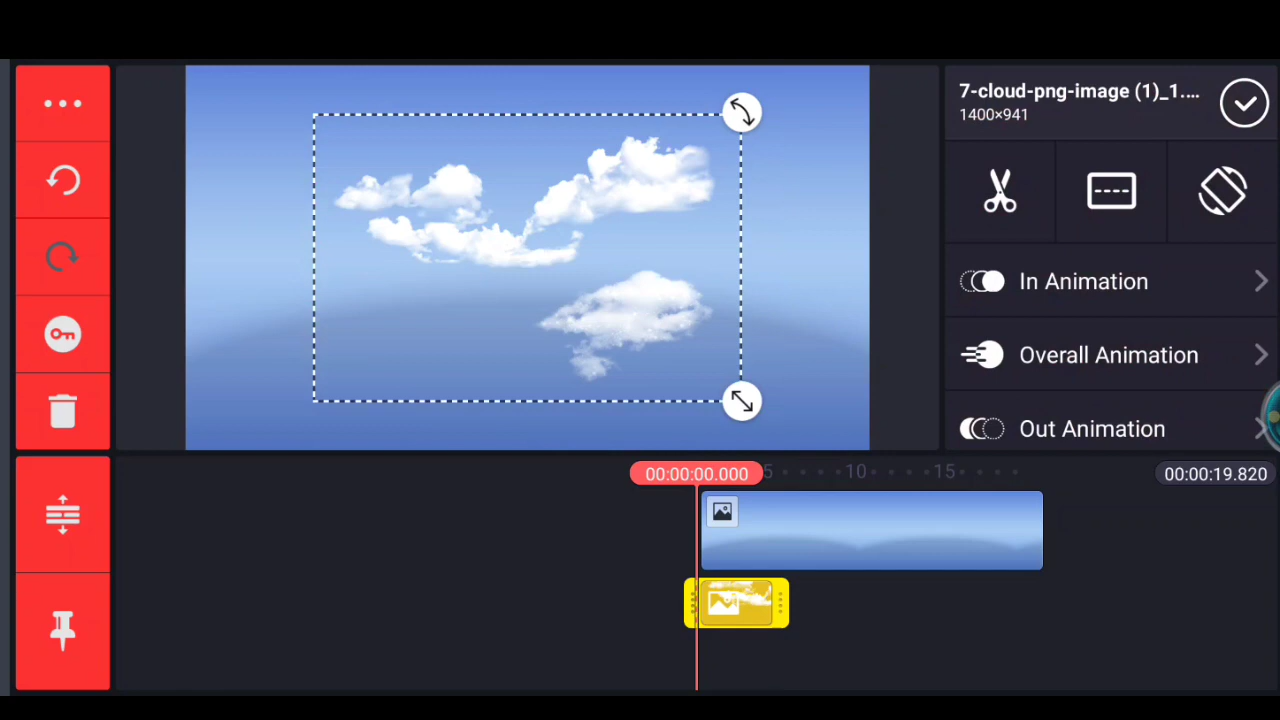 7-cloud-png-image (1)_1....
1400×941
In Animation
Overall Animation
Out Animation
00:00:00.000 5 10 15 00:00:19.820